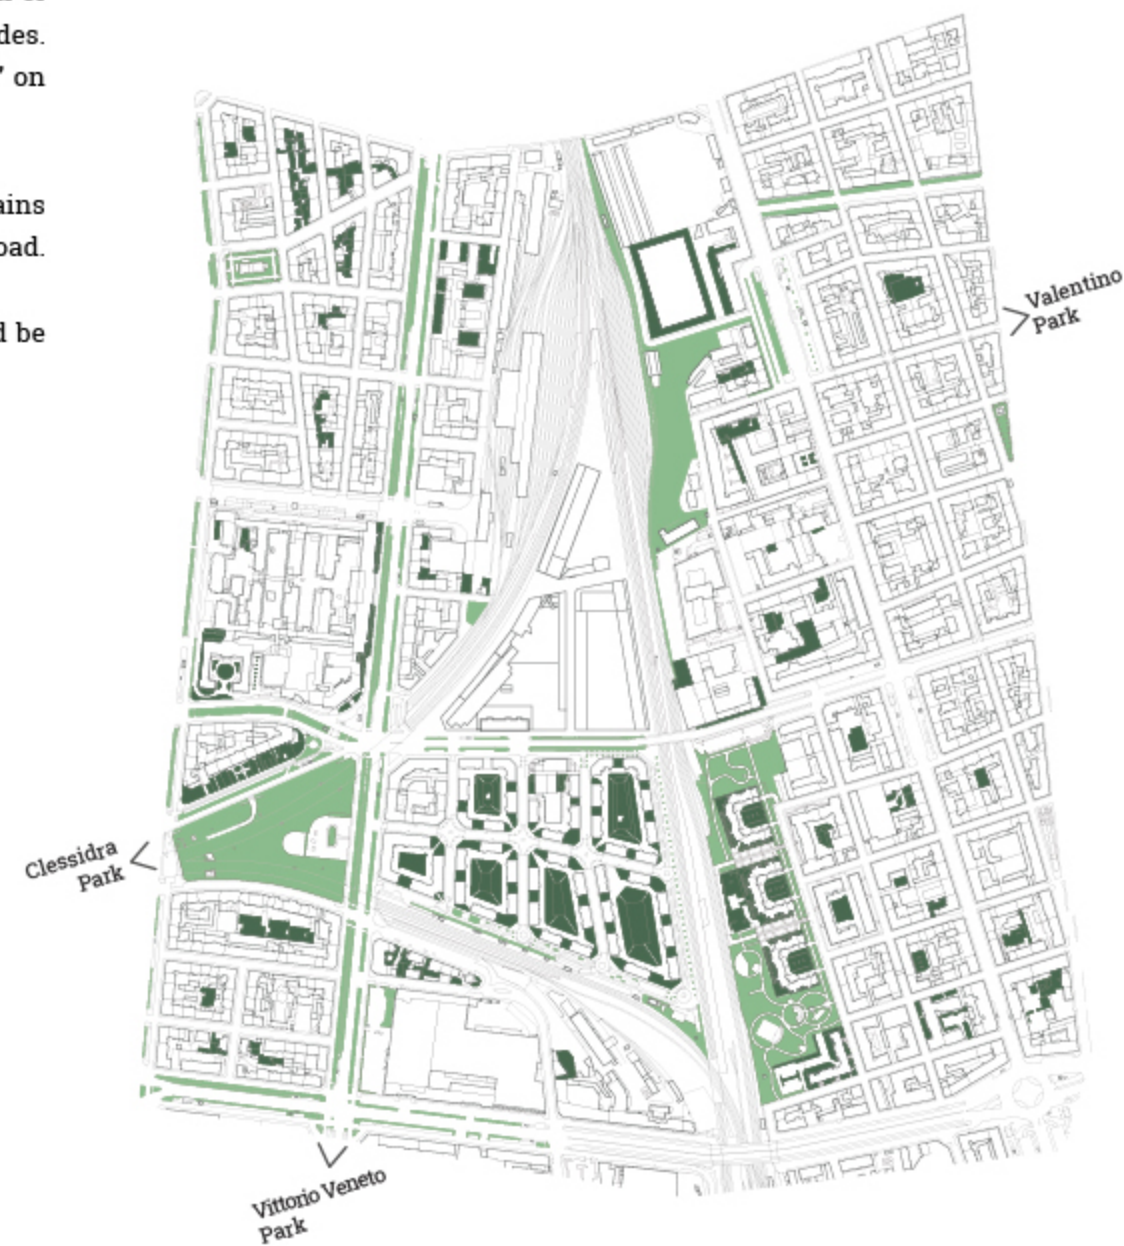 des.
on
ains
oad.
d be
Valentino
Park
Clessidra
Park
Vittorio Veneto
Park